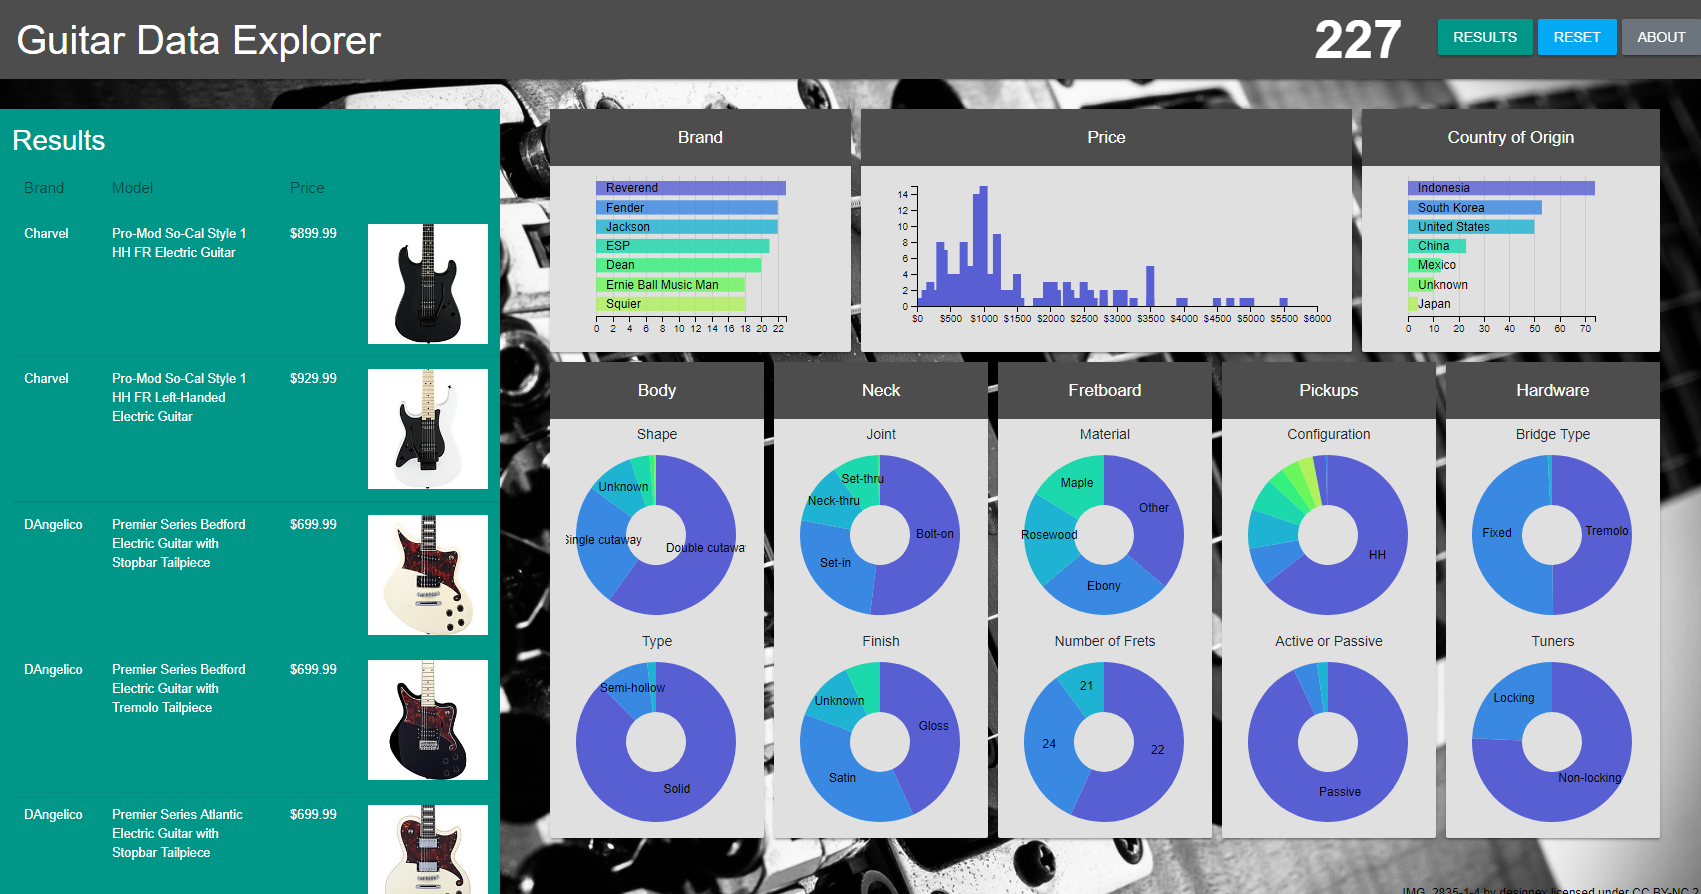 Guitar Data Explorer
227
RESULTS
RESET
ABOUT
Results
Brand Model Price
Charvel Pro-Mod So-Cal Style 1 $899.99
HH FR Electric Guitar
Charvel Pro-Mod So-Cal Style 1 $929.99
HH FR Left-Handed
Electric Guitar
DAngelico Premier Series Bedford $699.99
Electric Guitar with
Stopbar Tailpiece
DAngelico Premier Series Bedford $699.99
Electric Guitar with
Tremolo Tailpiece
DAngelico Premier Series Atlantic $699.99
Electric Guitar with
Stopbar Tailpiece
Brand
Reverend
Fender
Jackson
ESP
Dean
Ernie Ball Music Man
Squier
0 2 4 6 8 10 12 14 16 18 20 22
Price
14
12
10
8
6
4
2
0
$0 $500 $1000 $1500 $2000 $2500 $3000 $3500 $4000 $4500 $5000 $5500 $6000
Country of Origin
Indonesia
South Korea
United States
China
Mexico
Unknown
Japan
0 10 20 30 40 50 60 70
Body
Shape
Unknown
Single cutaway
Double cutawa
Type
Semi-hollow
Solid
Neck
Joint
Set-thru
Neck-thru
Bolt-on
Set-in
Finish
Unknown
Gloss
Satin
Fretboard
Material
Maple
Other
Rosewood
Ebony
Number of Frets
21
24
22
Pickups
Configuration
HH
Active or Passive
Passive
Hardware
Bridge Type
Fixed
Tremolo
Tuners
Locking
Non-locking
IMG_2835-1-4 by designex licensed under CC BY-NC 2